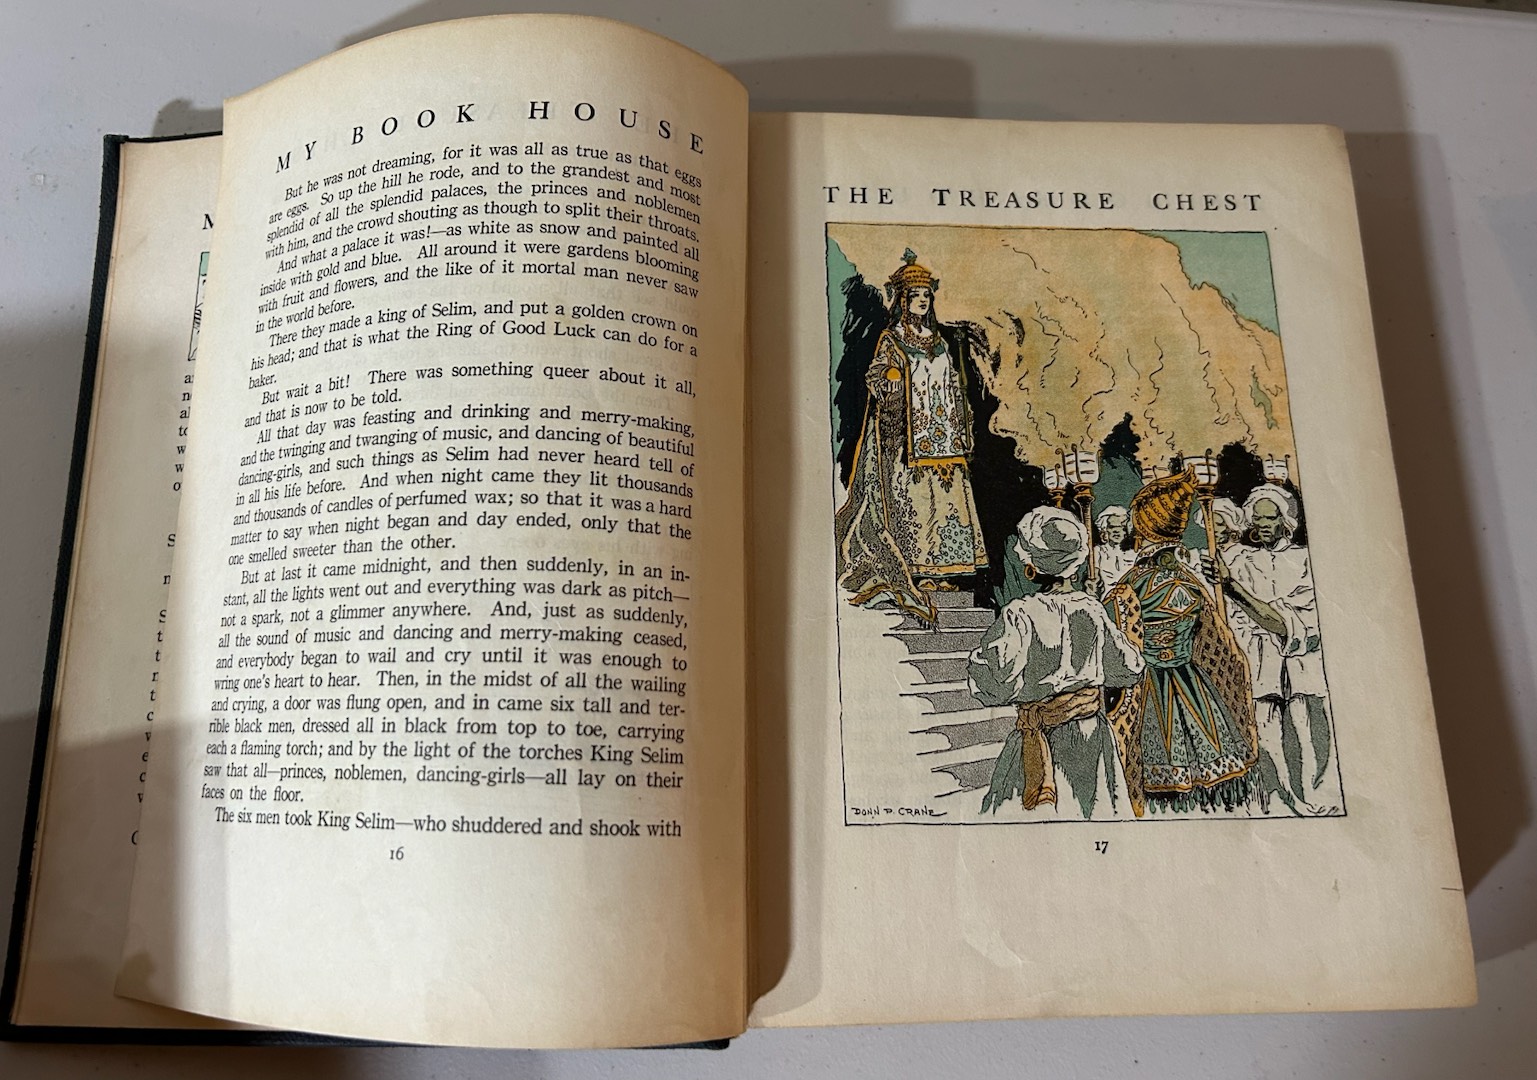 MY BOOK HOUSE
But he was not dreaming, for it was all as true as that eggs
are eggs. So up the hill he rode, and to the grandest and most
splendid of all the splendid palaces, the princes and noblemen
with him, and the crowd shouting as though to split their throats.
And what a palace it was!—as white as snow and painted all
inside with gold and blue. All around it were gardens blooming
with fruit and flowers, and the like of it mortal man never saw
in the world before.
There they made a king of Selim, and put a golden crown on
his head; and that is what the Ring of Good Luck can do for a
baker.
But wait a bit! There was something queer about it all,
and that is now to be told.
All that day was feasting and drinking and merry-making,
and the twinging and twanging of music, and dancing of beautiful
dancing-girls, and such things as Selim had never heard tell of
in all his life before. And when night came they lit thousands
and thousands of candles of perfumed wax; so that it was a hard
matter to say when night began and day ended, only that the
one smelled sweeter than the other.
But at last it came midnight, and then suddenly, in an in-
stant, all the lights went out and everything was dark as pitch—
not a spark, not a glimmer anywhere. And, just as suddenly,
all the sound of music and dancing and merry-making ceased,
and everybody began to wail and cry until it was enough to
wring one's heart to hear. Then, in the midst of all the wailing
and crying, a door was flung open, and in came six tall and ter-
rible black men, dressed all in black from top to toe, carrying
each a flaming torch; and by the light of the torches King Selim
saw that all—princes, noblemen, dancing-girls—all lay on their
faces on the floor.
The six men took King Selim—who shuddered and shook with
16
THE TREASURE CHEST
DONN P. CRANE
17